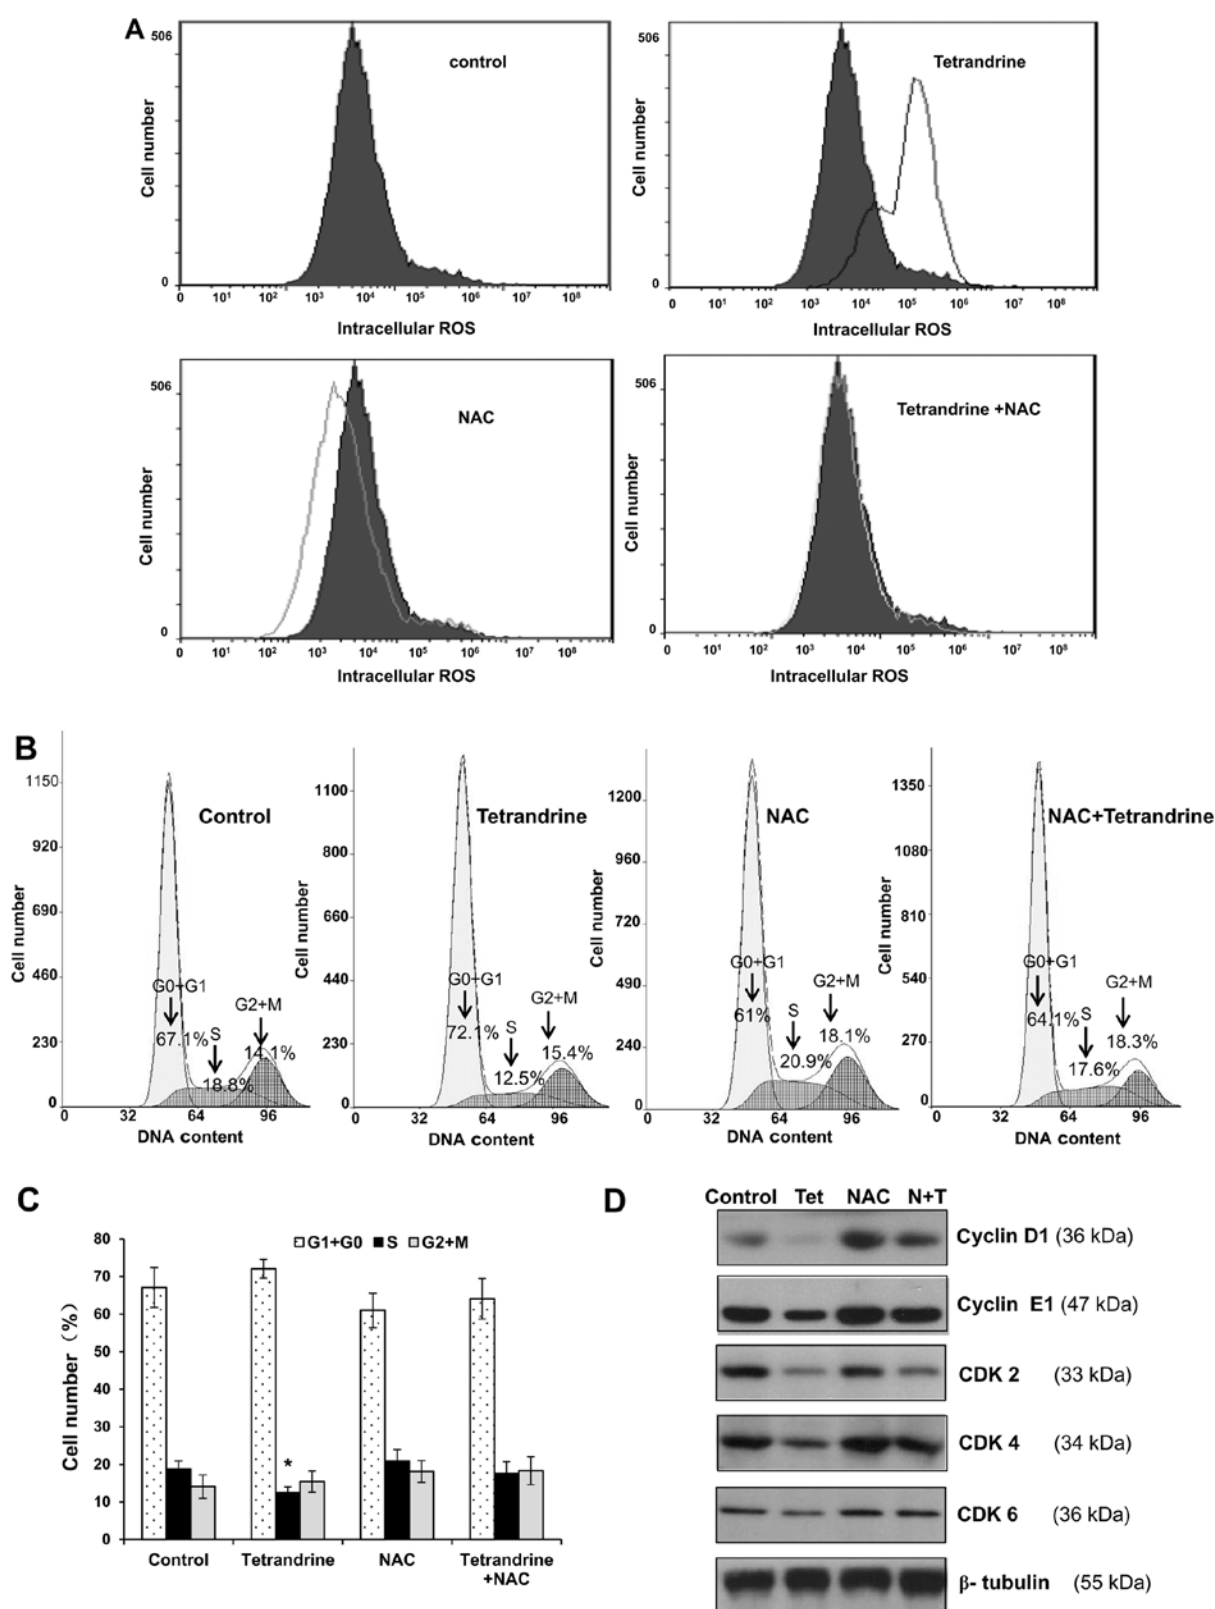 A
506
control
Cell number
0
0 10¹ 10² 10³ 10⁴ 10⁵ 10⁶ 10⁷ 10⁸
Intracellular ROS
506
Tetrandrine
Cell number
0
0 10¹ 10² 10³ 10⁴ 10⁵ 10⁶ 10⁷ 10⁸
Intracellular ROS
506
NAC
Cell number
0
0 10¹ 10² 10³ 10⁴ 10⁵ 10⁶ 10⁷ 10⁸
Intracellular ROS
506
Tetrandrine +NAC
Cell number
0
0 10¹ 10² 10³ 10⁴ 10⁵ 10⁶ 10⁷ 10⁸
Intracellular ROS
B
Control
Cell number
1150
920
690
460
230
0
G0+G1
67.1%
S
18.8%
G2+M
14.1%
0 32 64 96
DNA content
Tetrandrine
Cell number
1100
880
660
440
220
0
G0+G1
72.1%
S
12.5%
G2+M
15.4%
0 32 64 96
DNA content
NAC
Cell number
1200
960
720
490
240
0
G0+G1
61%
S
20.9%
G2+M
18.1%
0 32 64 96
DNA content
NAC+Tetrandrine
Cell number
1350
1080
810
540
270
0
G0+G1
64.1%
S
17.6%
G2+M
18.3%
0 32 64 96
DNA content
C
Cell number (%)
80
70
60
50
40
30
20
10
0
G1+G0 S G2+M
*
Control Tetrandrine NAC Tetrandrine
+NAC
D
Control Tet NAC N+T
Cyclin D1 (36 kDa)
Cyclin E1 (47 kDa)
CDK 2 (33 kDa)
CDK 4 (34 kDa)
CDK 6 (36 kDa)
β- tubulin (55 kDa)